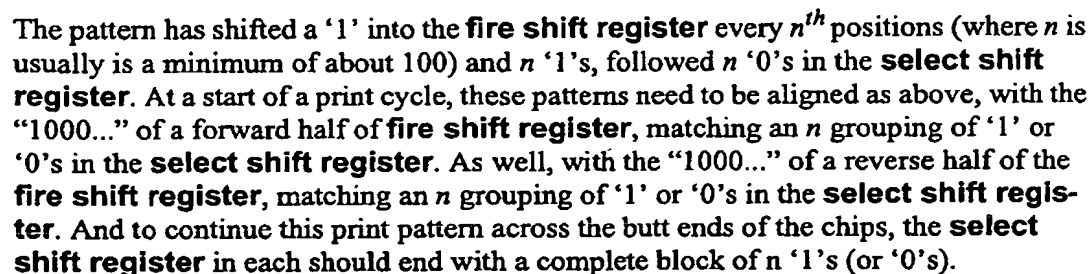 The pattern has shifted a ‘1’ into the fire shift register every nth positions (where n is
usually is a minimum of about 100) and n ‘1’s, followed n ‘0’s in the select shift
register. At a start of a print cycle, these patterns need to be aligned as above, with the
“1000...” of a forward half of fire shift register, matching an n grouping of ‘1’ or
‘0’s in the select shift register. As well, with the “1000...” of a reverse half of the
fire shift register, matching an n grouping of ‘1’ or ‘0’s in the select shift regis-
ter. And to continue this print pattern across the butt ends of the chips, the select
shift register in each should end with a complete block of n ‘1’s (or ‘0’s).